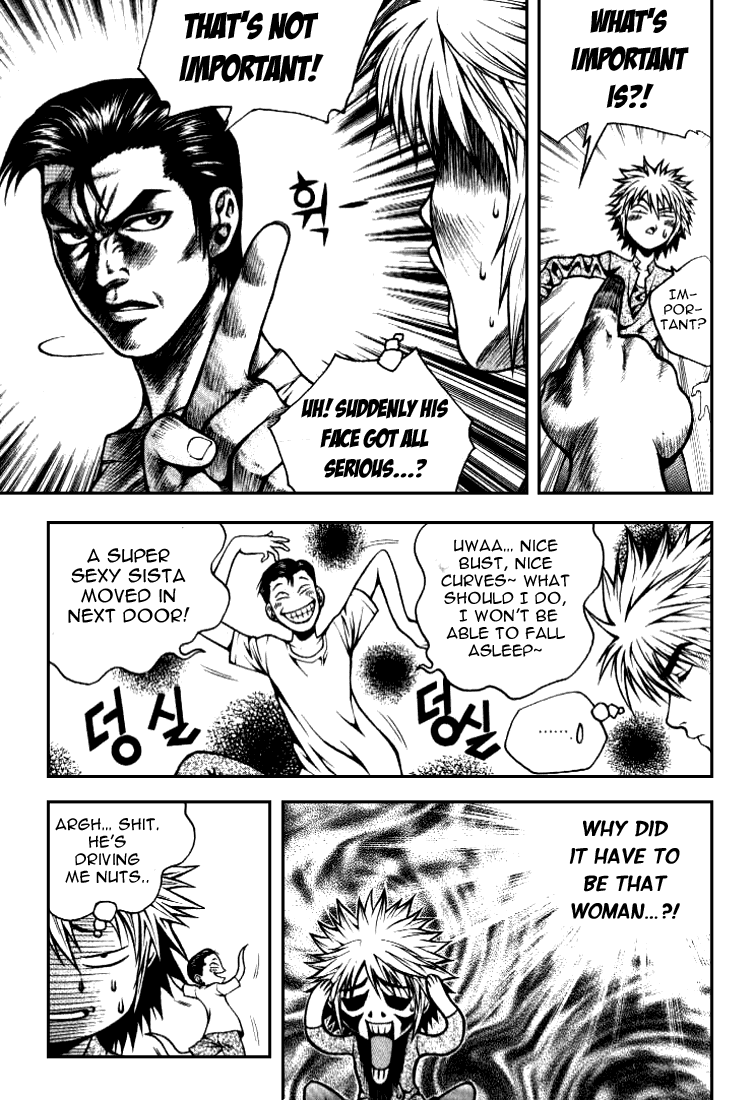 THAT'S NOT
IMPORTANT!
휙
UH! SUDDENLY HIS
FACE GOT ALL
SERIOUS...?
WHAT'S
IMPORTANT
IS?!
IM-
POR-
TANT?
A SUPER
SEXY SISTA
MOVED IN
NEXT DOOR!
덩실
UWAA... NICE
BUST, NICE
CURVES~ WHAT
SHOULD I DO,
I WON'T BE
ABLE TO FALL
ASLEEP~
덩실
.......!
ARGH... SHIT.
HE'S
DRIVING
ME NUTS..
WHY DID
IT HAVE TO
BE THAT
WOMAN...?!